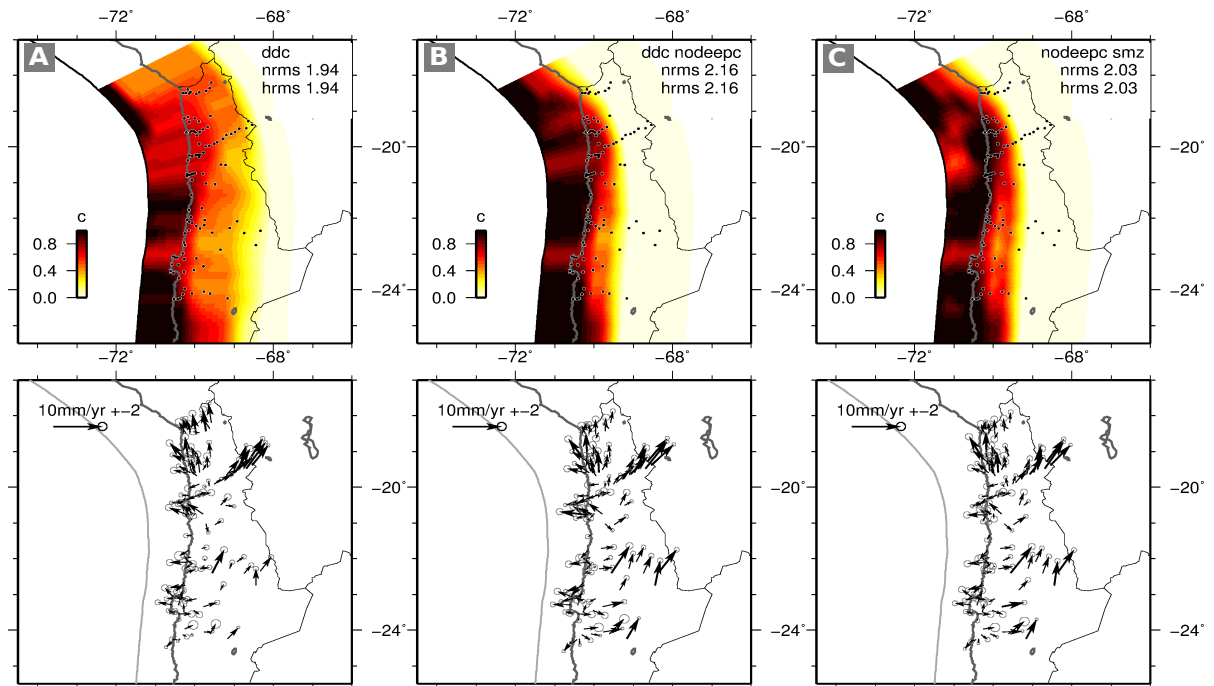 −72˚ −68˚ −72˚ −68˚ −72˚ −68˚
A ddc B ddc nodeepc C nodeepc smz
nrms 1.94 nrms 2.16 nrms 2.03
hrms 1.94 hrms 2.16 hrms 2.03
−20˚ −20˚ −20˚
c c c
0.8 0.8 0.8
0.4 0.4 0.4
0.0 0.0 0.0
−24˚ −24˚ −24˚
−72˚ −68˚ −72˚ −68˚ −72˚ −68˚
10mm/yr +−2 10mm/yr +−2 10mm/yr +−2
−20˚ −20˚ −20˚
−24˚ −24˚ −24˚